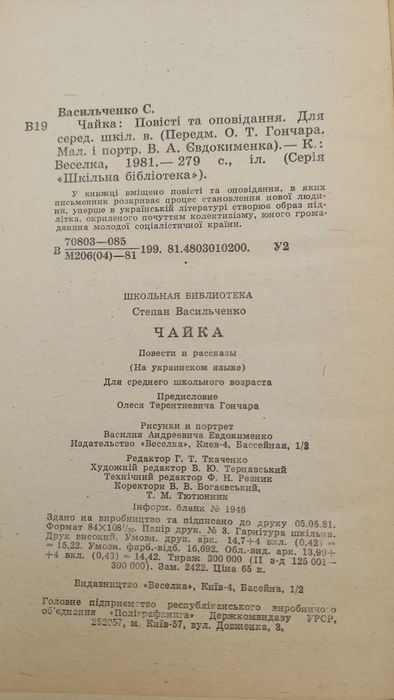 Васильченко С.
В19 Чайка: Повісті та оповідання. Для
серед. шкіл. в. (Передм. О. Т. Гончара.
Мал. і портр. В. А. Євдокименка).— К.:
Веселка, 1981.— 279 с., іл. (Серія
«Шкільна бібліотека»).
У книжці вміщено повісті та оповідання, в яких
письменник розкриває процес становлення нової люди-
ни, уперше в українській літературі створює образ під-
літка, окриленого почуттям колективізму, юного грома-
дянина молодої соціалістичної країни.
В 70803—085
М206(04)—81 199. 81.4803010200. У2
ШКОЛЬНАЯ БИБЛИОТЕКА
Степан Васильченко
ЧАЙКА
Повести и рассказы
(На украинском языке)
Для среднего школьного возраста
Предисловие
Олеся Терентиевича Гончара
Рисунки и портрет
Василия Андреевича Евдокименко
Издательство «Веселка», Киев-4, Бассейная, 1/2
Редактор Г. Т. Ткаченко
Художній редактор В. Ю. Тернавський
Технічний редактор Ф. Н. Резник
Коректори В. В. Богаєвський,
Т. М. Тютюнник
Інформ. бланк № 1946
Здано на виробництво та підписано до друку 05.05.81.
Формат 84X108 1/32. Папір друк. № 3. Гарнітура шкільна.
Друк високий. Умовн. друк. арк. 14,7+4 вкл. (0,42) =
= 15,22. Умовн. фарб.-відб. 16,692. Обл.-вид. арк. 13,99+
+4 вкл. (0,43) = 14,42. Тираж 300 000 (II з-д 125 001—
300 000). Зам. 2422. Ціна 65 к.
Видавництво «Веселка», Київ-4, Басейна, 1/2
Головне підприємство республіканського виробничого
об'єднання «Поліграфкнига» Держкомвидаву УРСР,
252057, м. Київ-57, вул. Довженка, 3.